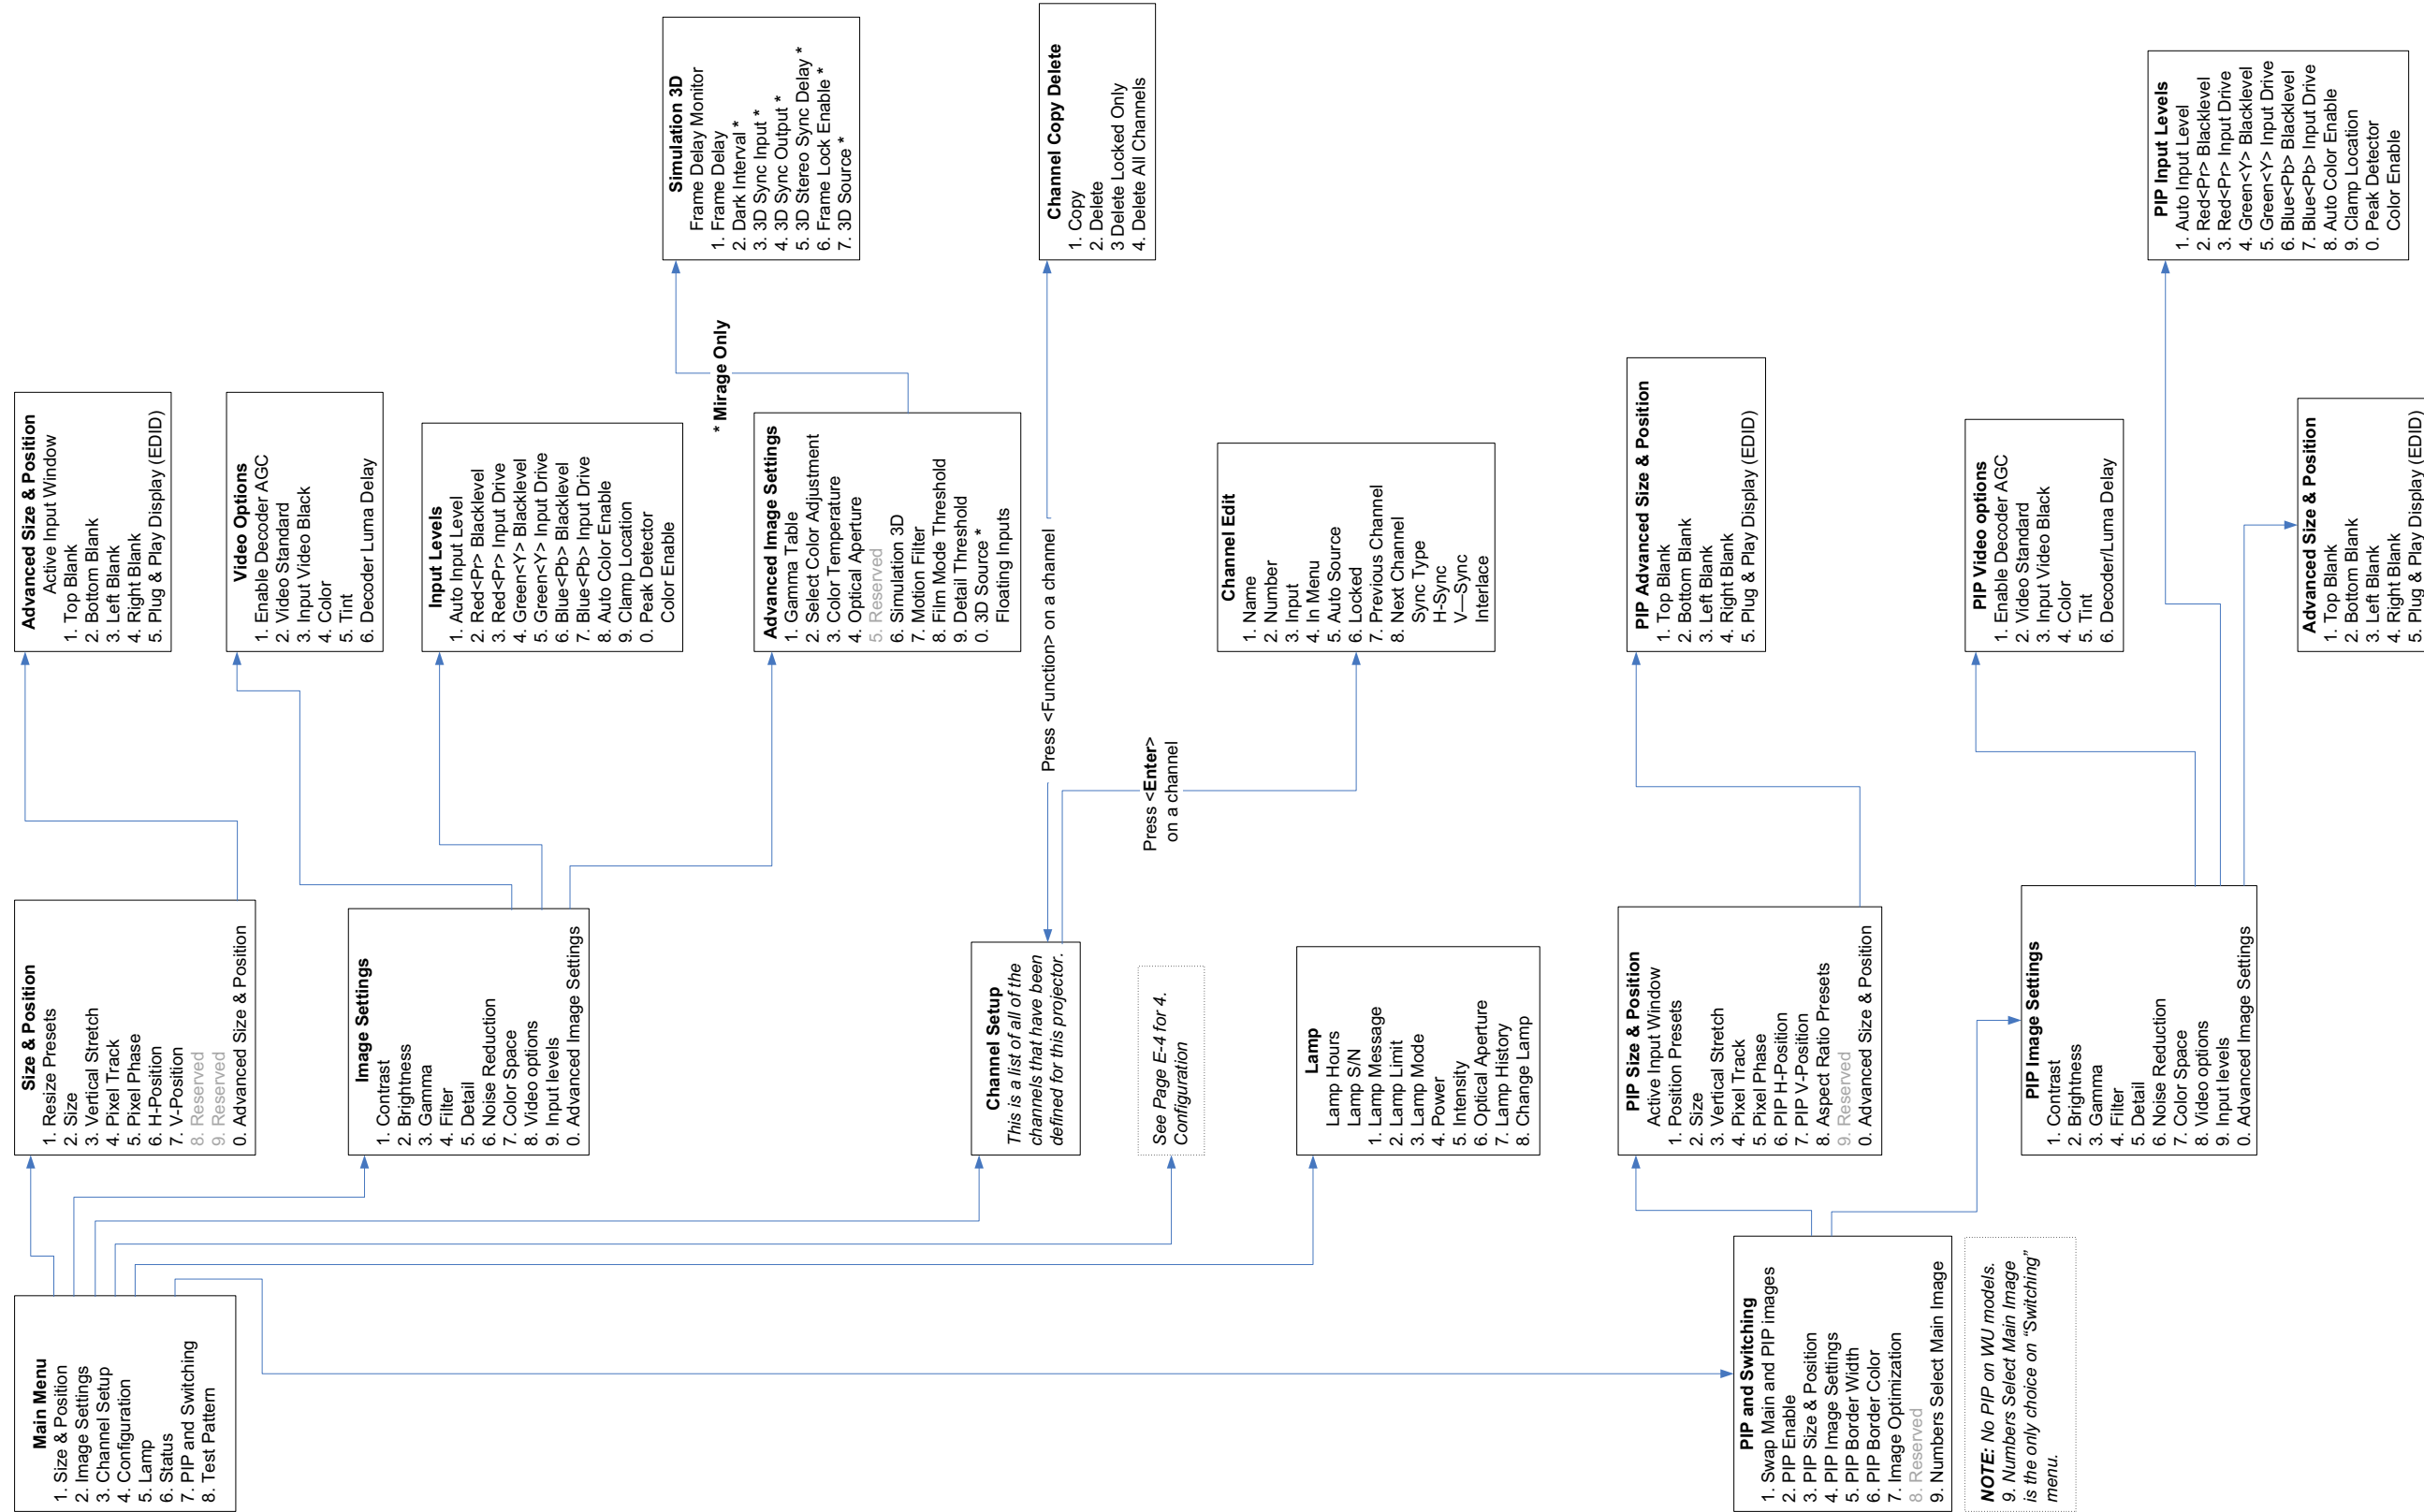 Main Menu
1. Size & Position
2. Image Settings
3. Channel Setup
4. Configuration
5. Lamp
6. Status
7. PIP and Switching
8. Test Pattern
Size & Position
1. Resize Presets
2. Size
3. Vertical Stretch
4. Pixel Track
5. Pixel Phase
6. H-Position
7. V-Position
8. Reserved
9. Reserved
0. Advanced Size & Position
Advanced Size & Position
Active Input Window
1. Top Blank
2. Bottom Blank
3. Left Blank
4. Right Blank
5. Plug & Play Display (EDID)
Image Settings
1. Contrast
2. Brightness
3. Gamma
4. Filter
5. Detail
6. Noise Reduction
7. Color Space
8. Video options
9. Input levels
0. Advanced Image Settings
Video Options
1. Enable Decoder AGC
2. Video Standard
3. Input Video Black
4. Color
5. Tint
6. Decoder Luma Delay
Input Levels
1. Auto Input Level
2. Red<Pr> Blacklevel
3. Red<Pr> Input Drive
4. Green<Y> Blacklevel
5. Green<Y> Input Drive
6. Blue<Pb> Blacklevel
7. Blue<Pb> Input Drive
8. Auto Color Enable
9. Clamp Location
0. Peak Detector
Color Enable
Advanced Image Settings
1. Gamma Table
2. Select Color Adjustment
3. Color Temperature
4. Optical Aperture
5. Reserved
6. Simulation 3D
7. Motion Filter
8. Film Mode Threshold
9. Detail Threshold
0. 3D Source *
Floating Inputs
* Mirage Only
Simulation 3D
Frame Delay Monitor
1. Frame Delay
2. Dark Interval *
3. 3D Sync Input *
4. 3D Sync Output *
5. 3D Stereo Sync Delay *
6. Frame Lock Enable *
7. 3D Source *
Channel Setup
This is a list of all of the
channels that have been
defined for this projector.
Press <Function> on a channel
Channel Copy Delete
1. Copy
2. Delete
3 Delete Locked Only
4. Delete All Channels
Press <Enter>
on a channel
Channel Edit
1. Name
2. Number
3. Input
4. In Menu
5. Auto Source
6. Locked
7. Previous Channel
8. Next Channel
Sync Type
H-Sync
V—Sync
Interlace
See Page E-4 for 4.
Configuration
Lamp
Lamp Hours
Lamp S/N
1. Lamp Message
2. Lamp Limit
3. Lamp Mode
4. Power
5. Intensity
6. Optical Aperture
7. Lamp History
8. Change Lamp
PIP and Switching
1. Swap Main and PIP images
2. PIP Enable
3. PIP Size & Position
4. PIP Image Settings
5. PIP Border Width
6. PIP Border Color
7. Image Optimization
8. Reserved
9. Numbers Select Main Image
NOTE: No PIP on WU models.
9. Numbers Select Main Image
is the only choice on “Switching”
menu.
PIP Size & Position
Active Input Window
1. Position Presets
2. Size
3. Vertical Stretch
4. Pixel Track
5. Pixel Phase
6. PIP H-Position
7. PIP V-Position
8. Aspect Ratio Presets
9. Reserved
0. Advanced Size & Position
PIP Advanced Size & Position
1. Top Blank
2. Bottom Blank
3. Left Blank
4. Right Blank
5. Plug & Play Display (EDID)
PIP Image Settings
1. Contrast
2. Brightness
3. Gamma
4. Filter
5. Detail
6. Noise Reduction
7. Color Space
8. Video options
9. Input levels
0. Advanced Image Settings
PIP Video options
1. Enable Decoder AGC
2. Video Standard
3. Input Video Black
4. Color
5. Tint
6. Decoder/Luma Delay
PIP Input Levels
1. Auto Input Level
2. Red<Pr> Blacklevel
3. Red<Pr> Input Drive
4. Green<Y> Blacklevel
5. Green<Y> Input Drive
6. Blue<Pb> Blacklevel
7. Blue<Pb> Input Drive
8. Auto Color Enable
9. Clamp Location
0. Peak Detector
Color Enable
Advanced Size & Position
1. Top Blank
2. Bottom Blank
3. Left Blank
4. Right Blank
5. Plug & Play Display (EDID)